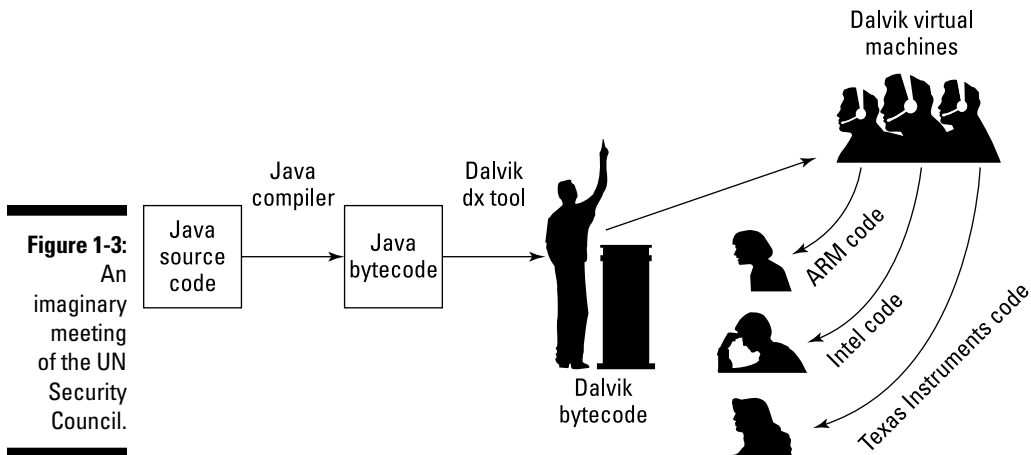 Dalvik virtual
machines
Java
compiler
Dalvik
dx tool
Figure 1-3:
An
imaginary
meeting
of the UN
Security
Council.
Java
source
code
Java
bytecode
Dalvik
bytecode
ARM code
Intel code
Texas Instruments code